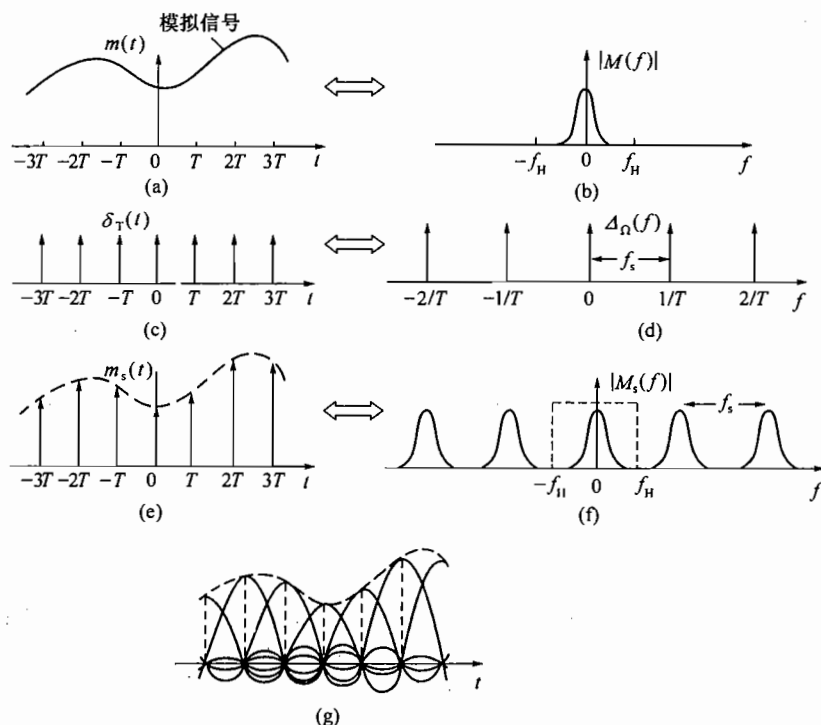 模拟信号
m(t)
−3T −2T −T 0 T 2T 3T t
(a)
|M(f)|
−f_H 0 f_H f
(b)
δ_T(t)
−3T −2T −T 0 T 2T 3T t
(c)
Δ_Ω(f)
f_s
−2/T −1/T 0 1/T 2/T f
(d)
m_s(t)
−3T −2T −T 0 T 2T 3T t
(e)
|M_s(f)|
f_s
−f_H 0 f_H f
(f)
t
(g)